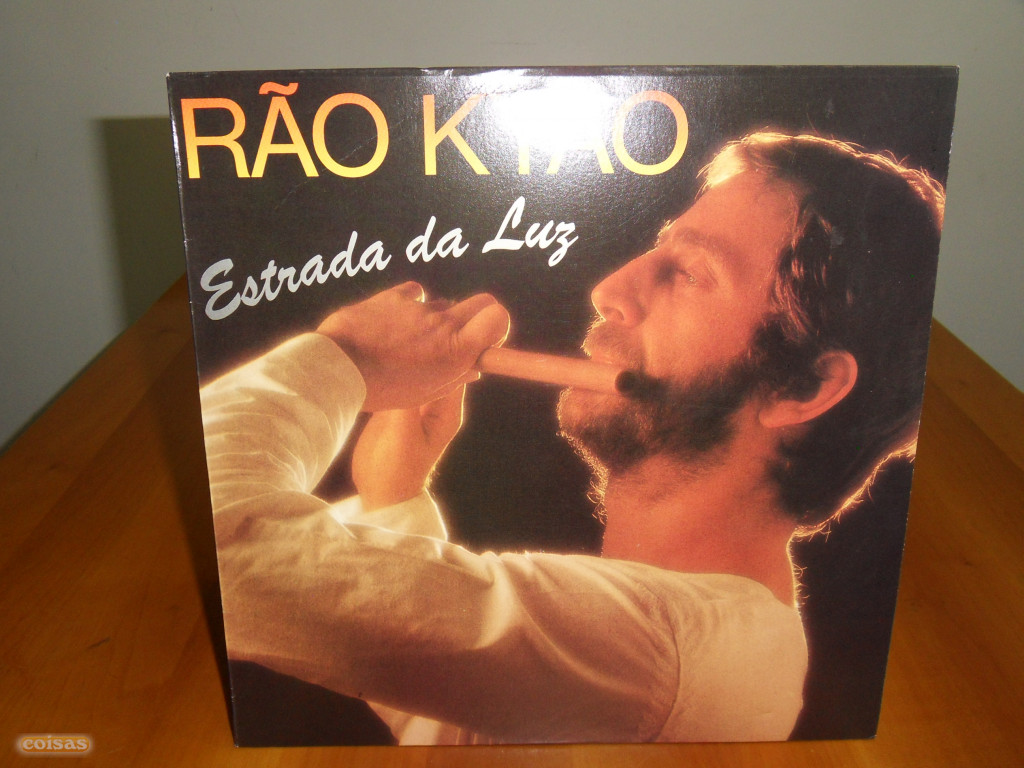 RÃO KYAO
Estrada da Luz
coisas